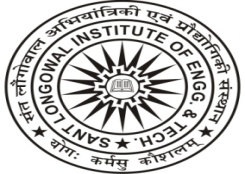 संत लौंगोवाल अभियांत्रिकी एवं प्रौद्योगिकी संस्थान
SANT LONGOWAL INSTITUTE OF ENGG. & TECH.
योगः कर्मसु कौशलम्